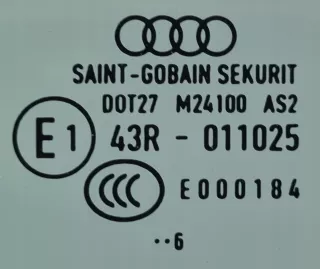 SAINT-GOBAIN SEKURIT
DOT27 M24100 AS2
E1 43R - 011025
CCC E000184
··6